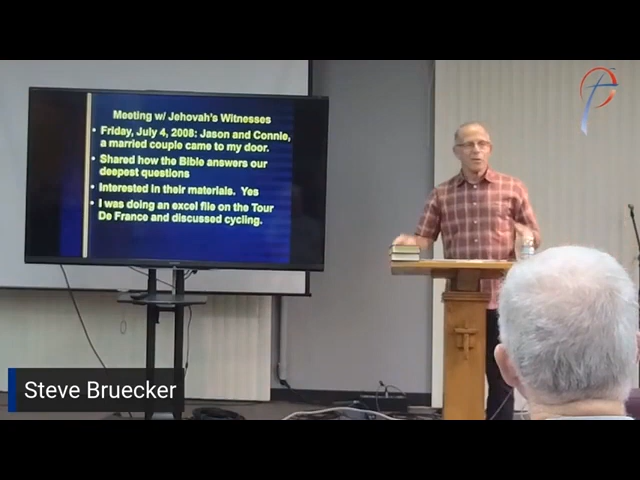 Meeting w/ Jehovah's Witnesses
• Friday, July 4, 2008: Jason and Connie,
a married couple came to my door.
• Shared how the Bible answers our
deepest questions
• Interested in their materials. Yes
• I was doing an excel file on the Tour
De France and discussed cycling.
Steve Bruecker